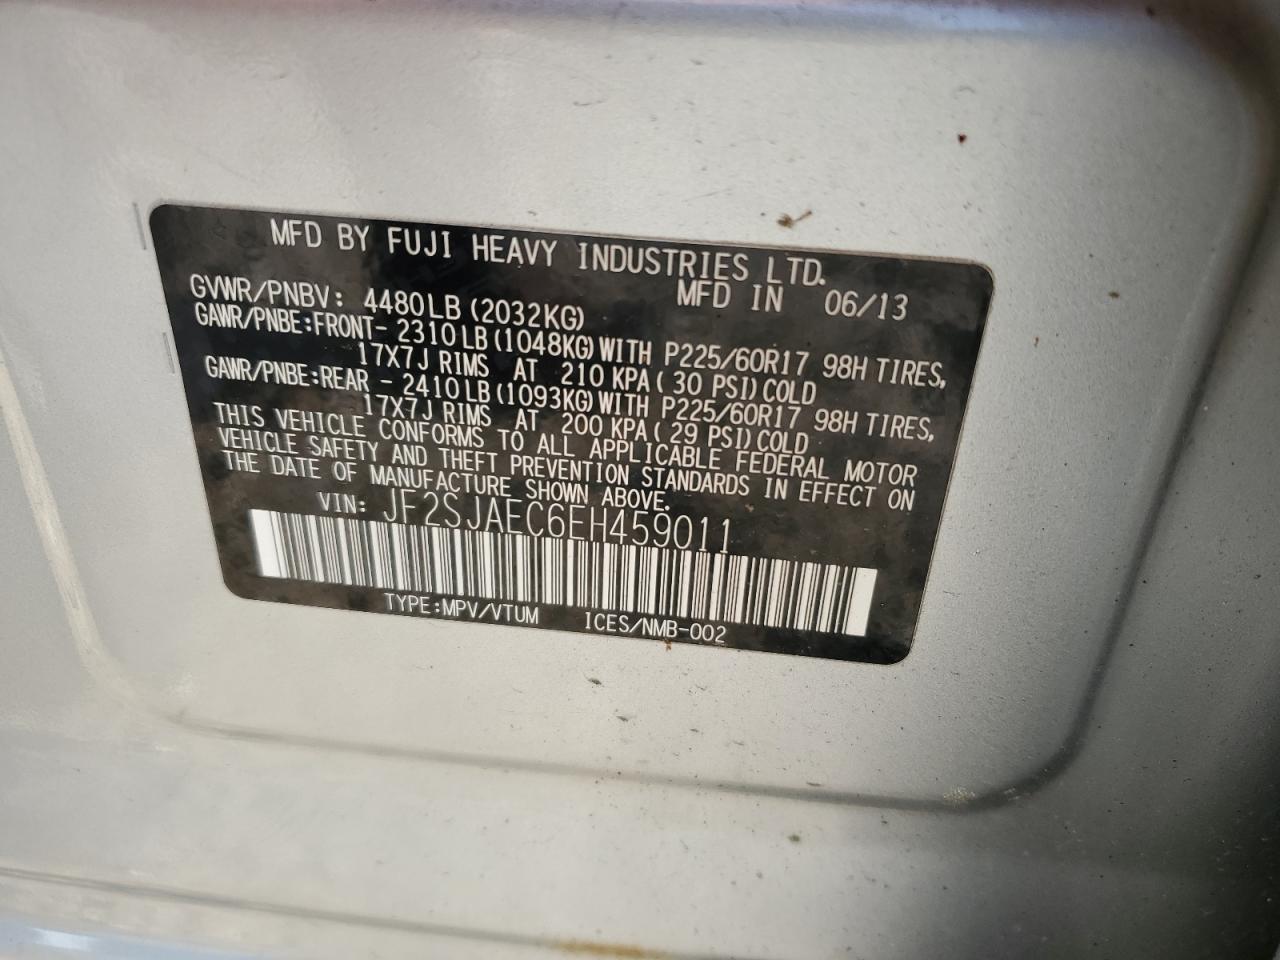 MFD BY FUJI HEAVY INDUSTRIES LTD.
MFD IN 06/13
GVWR/PNBV: 4480LB (2032KG)
GAWR/PNBE:FRONT- 2310LB (1048KG) WITH P225/60R17 98H TIRES,
17X7J RIMS AT 210 KPA( 30 PSI) COLD
GAWR/PNBE:REAR - 2410LB (1093KG) WITH P225/60R17 98H TIRES,
17X7J RIMS AT 200 KPA( 29 PSI) COLD
THIS VEHICLE CONFORMS TO ALL APPLICABLE FEDERAL MOTOR
VEHICLE SAFETY AND THEFT PREVENTION STANDARDS IN EFFECT ON
THE DATE OF MANUFACTURE SHOWN ABOVE.
VIN: JF2SJAEC6EH459011
TYPE:MPV/VTUM ICES/NMB-002